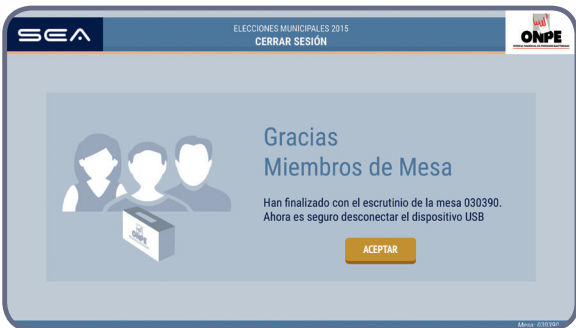 SEA
ELECCIONES MUNICIPALES 2015
CERRAR SESIÓN
ONPE
Gracias
Miembros de Mesa
Han finalizado con el escrutinio de la mesa 030390.
Ahora es seguro desconectar el dispositivo USB
ONPE
ACEPTAR
Mesa: 030390